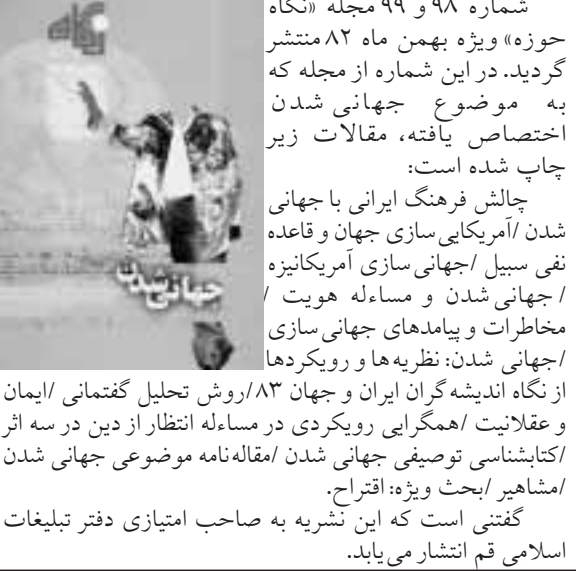 شماره ۹۸ و ۹۹ مجله «نگاه
حوزه» ویژه بهمن ماه ۸۲ منتشر
گردید. در این شماره از مجله که
به موضوع جهانی شدن
اختصاص یافته، مقالات زیر
چاپ شده است:
چالش فرهنگ ایرانی با جهانی
شدن /آمریکایی سازی جهان و قاعده
نفی سبیل /جهانی سازی آمریکانیزه
/ جهانی شدن و مساءله هویت /
مخاطرات و پیامدهای جهانی سازی
/جهانی شدن: نظریه ها و رویکردها
از نگاه اندیشه گران ایران و جهان ۸۳/روش تحلیل گفتمانی /ایمان
و عقلانیت /همگرایی رویکردی در مساءله انتظار از دین در سه اثر
/کتابشناسی توصیفی جهانی شدن /مقاله نامه موضوعی جهانی شدن
/مشاهیر /بحث ویژه: اقتراح.
گفتنی است که این نشریه به صاحب امتیازی دفتر تبلیغات
اسلامی قم انتشار می یابد.
نگاه
جهانی شدن